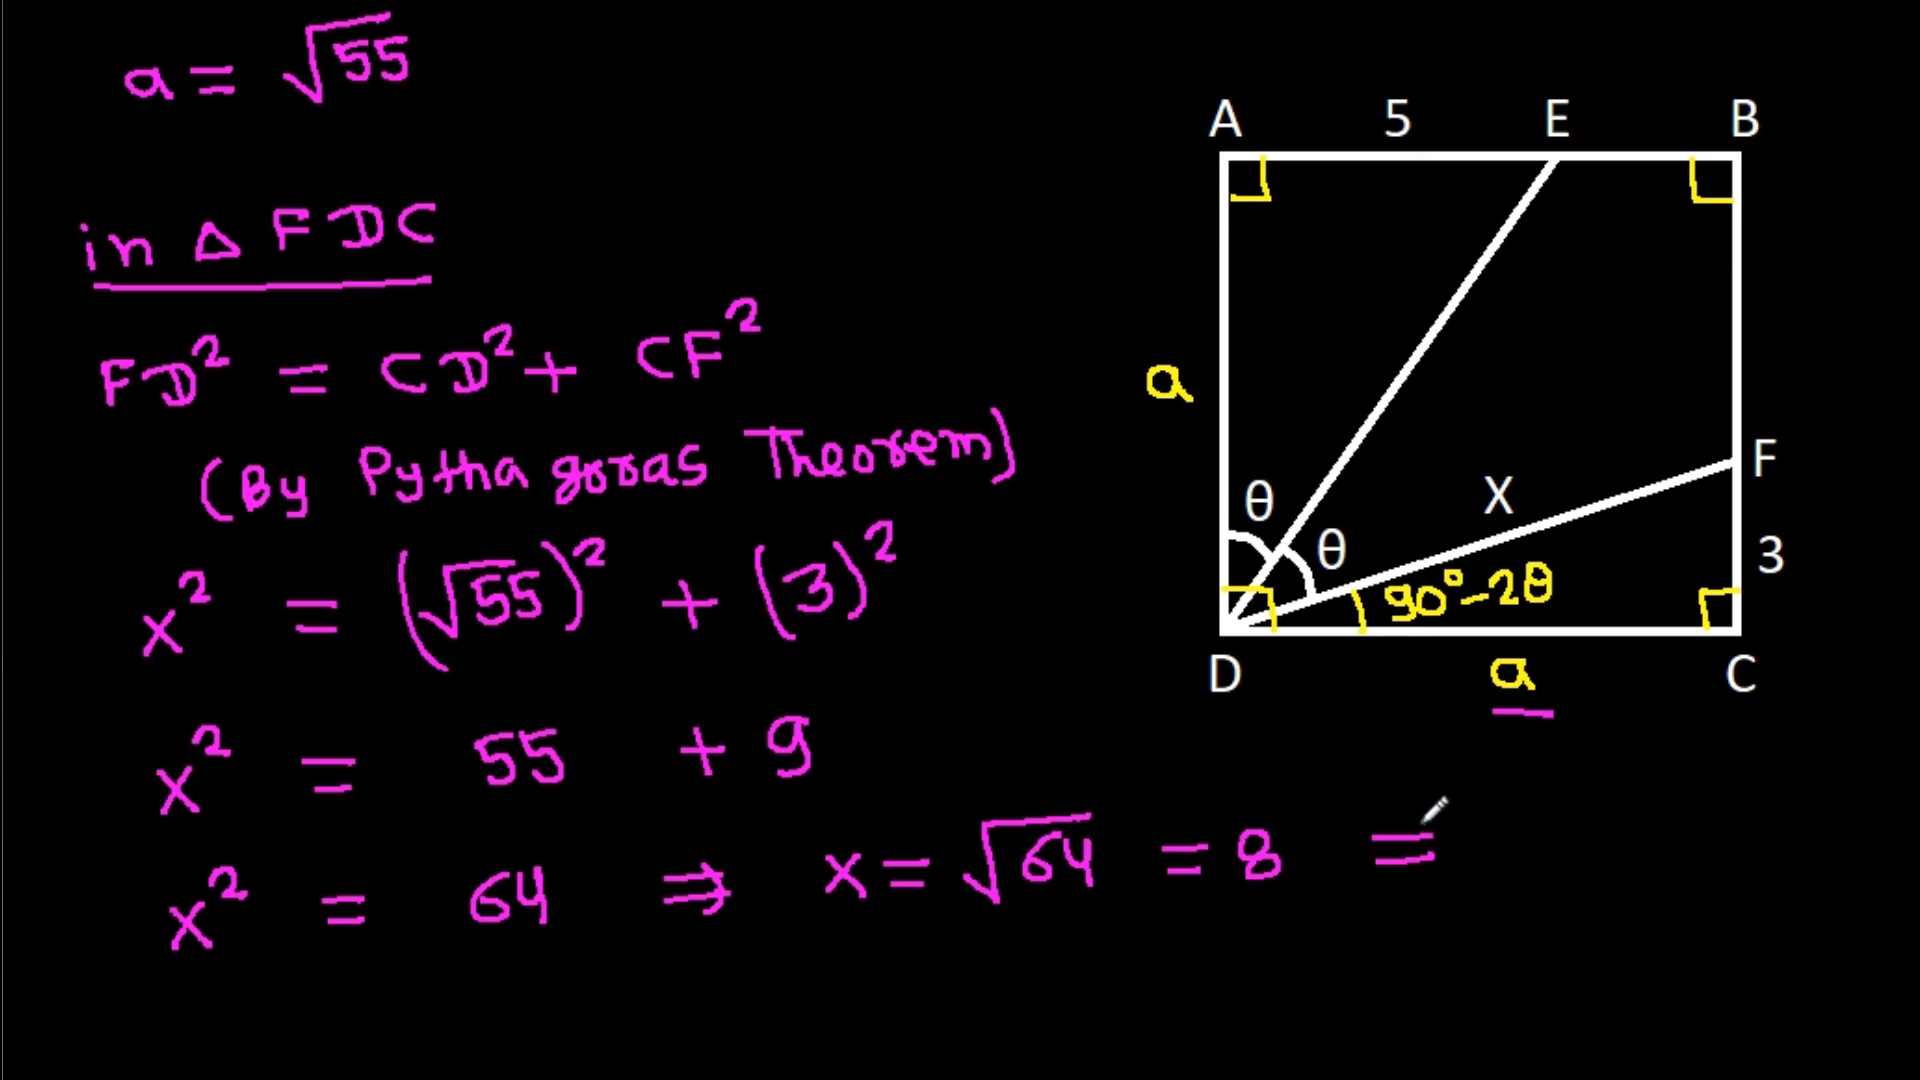 a = √55
in Δ FDC
FD² = CD² + CF²
(By Pythagoras Theorem)
x² = (√55)² + (3)²
x² = 55 + 9
x² = 64 ⇒ x = √64 = 8 =
A 5 E B
a
F
θ X
θ 3
90° - 2θ
D a C